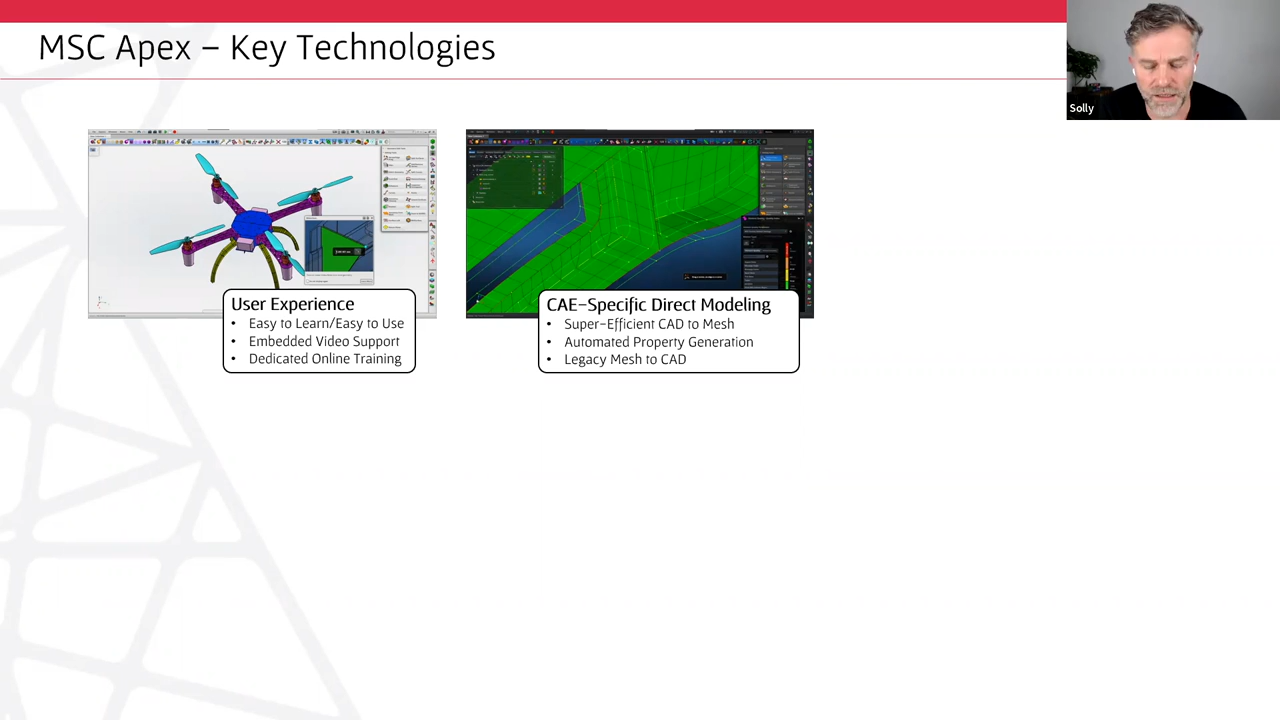 MSC Apex – Key Technologies
Solly
User Experience
• Easy to Learn/Easy to Use
• Embedded Video Support
• Dedicated Online Training
CAE-Specific Direct Modeling
• Super-Efficient CAD to Mesh
• Automated Property Generation
• Legacy Mesh to CAD